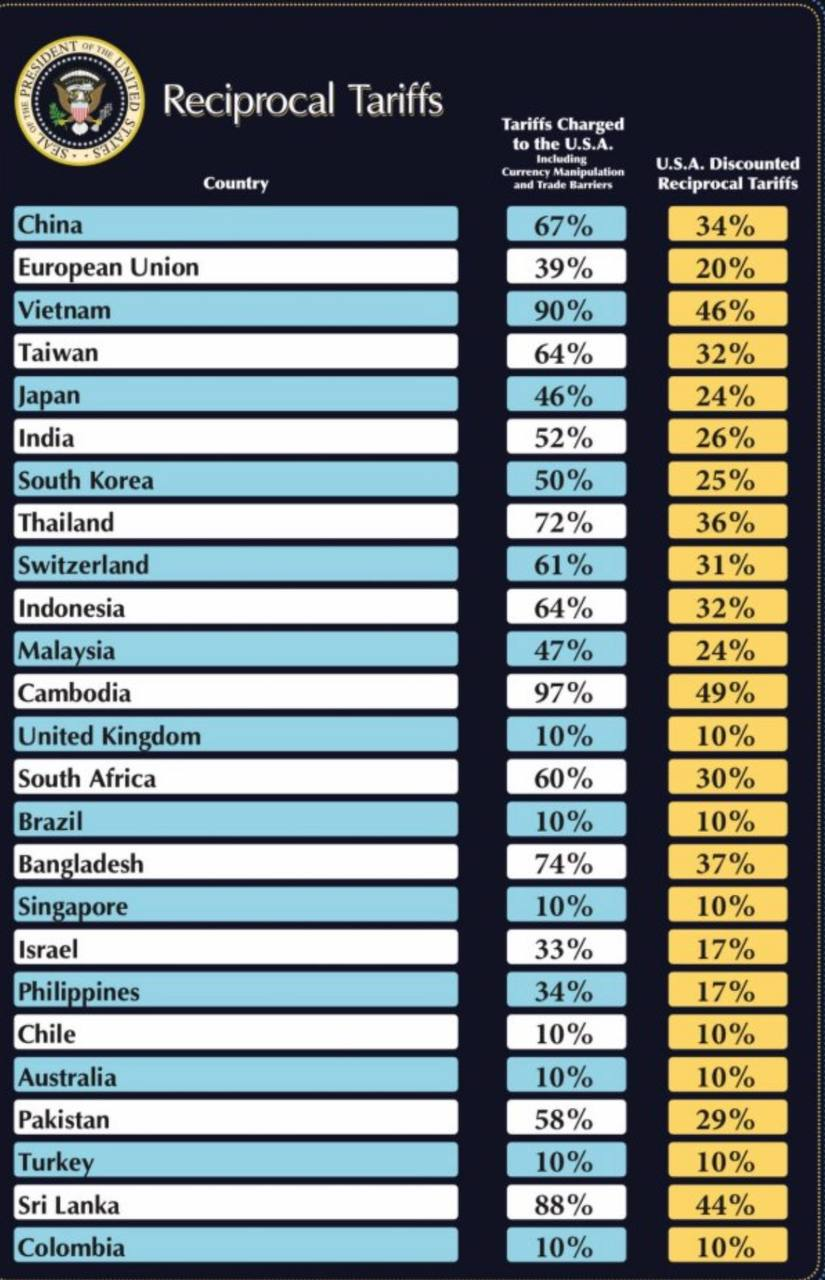 SEAL OF THE PRESIDENT OF THE UNITED STATES
Reciprocal Tariffs
Country
Tariffs Charged
to the U.S.A.
Including
Currency Manipulation
and Trade Barriers
U.S.A. Discounted
Reciprocal Tariffs
China 67% 34%
European Union 39% 20%
Vietnam 90% 46%
Taiwan 64% 32%
Japan 46% 24%
India 52% 26%
South Korea 50% 25%
Thailand 72% 36%
Switzerland 61% 31%
Indonesia 64% 32%
Malaysia 47% 24%
Cambodia 97% 49%
United Kingdom 10% 10%
South Africa 60% 30%
Brazil 10% 10%
Bangladesh 74% 37%
Singapore 10% 10%
Israel 33% 17%
Philippines 34% 17%
Chile 10% 10%
Australia 10% 10%
Pakistan 58% 29%
Turkey 10% 10%
Sri Lanka 88% 44%
Colombia 10% 10%